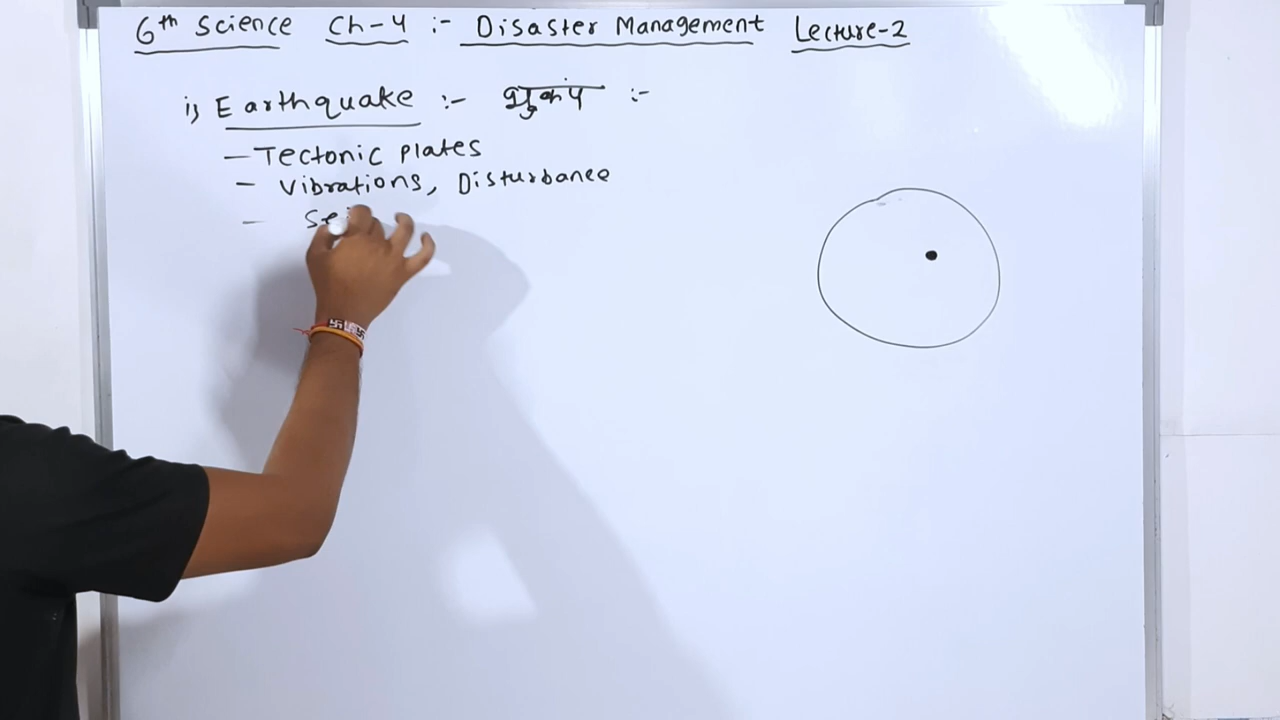 6th Science Ch-4 :- Disaster Management Lecture-2
i) Earthquake :- भूकंप :-
- Tectonic plates
- Vibrations, Disturbance